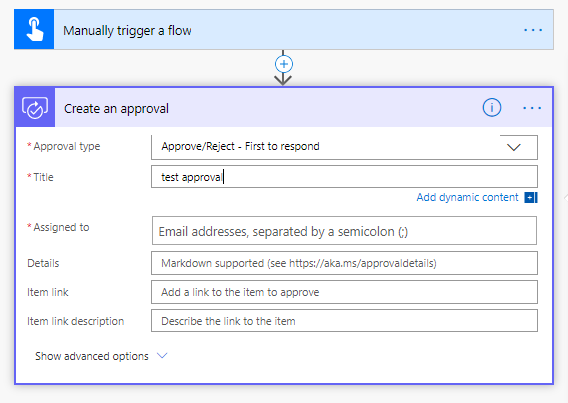 Manually trigger a flow
Create an approval
* Approval type Approve/Reject - First to respond
* Title test approval
Add dynamic content
* Assigned to Email addresses, separated by a semicolon (;)
Details Markdown supported (see https://aka.ms/approvaldetails)
Item link Add a link to the item to approve
Item link description Describe the link to the item
Show advanced options